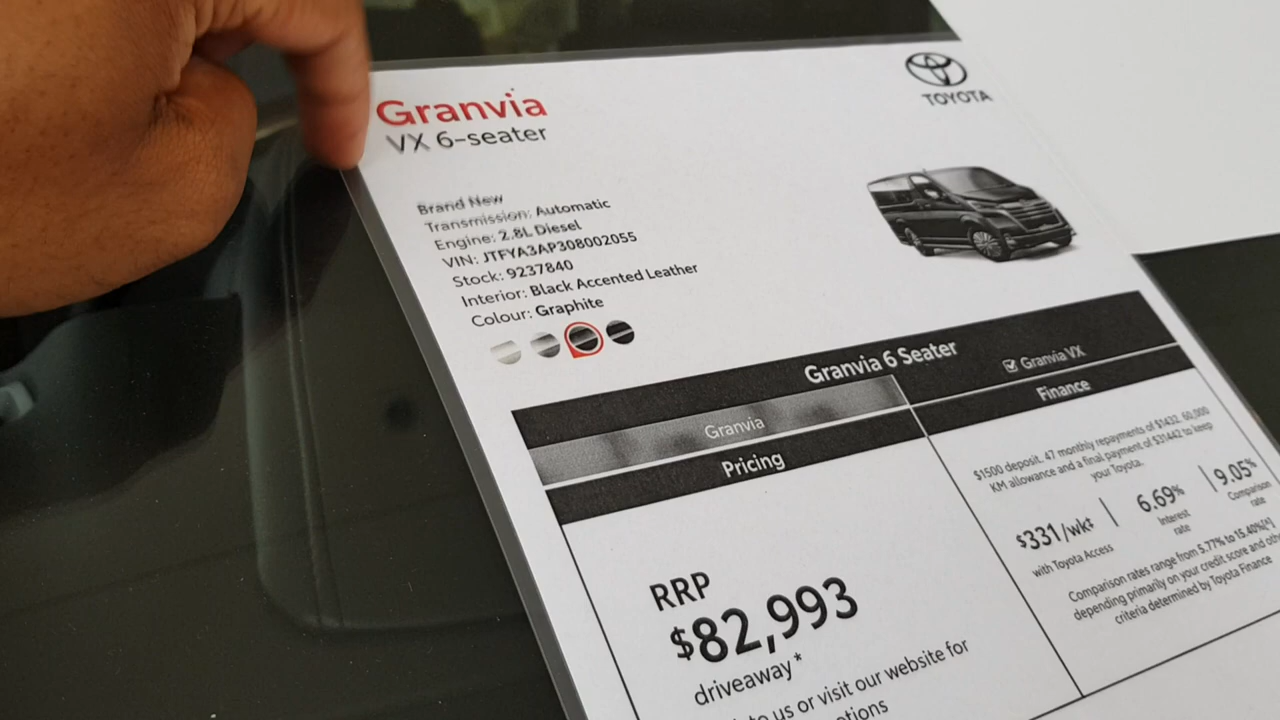 Granvia
VX 6-seater
TOYOTA
Brand New
Transmission: Automatic
Engine: 2.8L Diesel
VIN: JTFYA3AP308002055
Stock: 9237840
Interior: Black Accented Leather
Colour: Graphite
Granvia 6 Seater
Granvia
Granvia VX
Pricing
Finance
RRP
$82,993
driveaway*
to us or visit our website for
$1500 deposit. 47 monthly repayments of $1432. 60,000
KM allowance and a final payment of $31442 to keep
your Toyota.
$331/wk‡
with Toyota Access
6.69%
Interest
rate
9.05%
Comparison
rate
Comparison rates range from 5.77% to 15.40%[^]
depending primarily on your credit score and
criteria determined by Toyota Finance